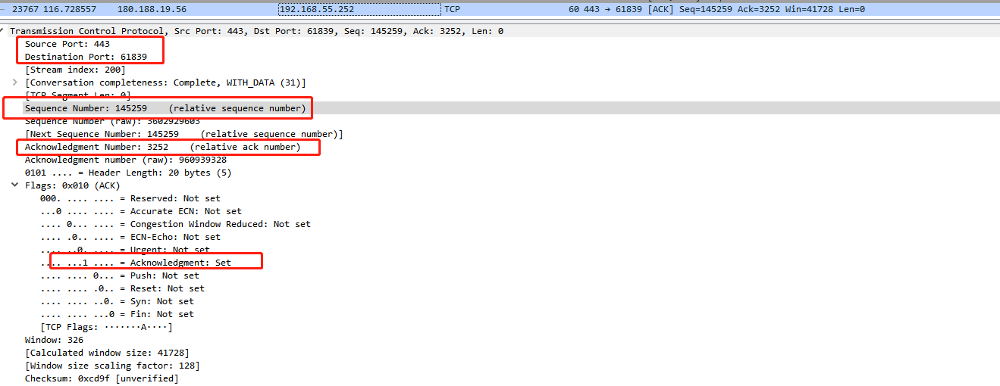 23767 116.728557 180.188.19.56 192.168.55.252 TCP 60 443 → 61839 [ACK] Seq=145259 Ack=3252 Win=41728 Len=0
Transmission Control Protocol, Src Port: 443, Dst Port: 61839, Seq: 145259, Ack: 3252, Len: 0
Source Port: 443
Destination Port: 61839
[Stream index: 200]
[Conversation completeness: Complete, WITH_DATA (31)]
[TCP Segment Len: 0]
Sequence Number: 145259 (relative sequence number)
Sequence Number (raw): 3602929603
[Next Sequence Number: 145259 (relative sequence number)]
Acknowledgment Number: 3252 (relative ack number)
Acknowledgment number (raw): 960939328
0101 .... = Header Length: 20 bytes (5)
Flags: 0x010 (ACK)
000. .... .... = Reserved: Not set
...0 .... .... = Accurate ECN: Not set
.... 0... .... = Congestion Window Reduced: Not set
.... .0.. .... = ECN-Echo: Not set
.... ..0. .... = Urgent: Not set
.... ...1 .... = Acknowledgment: Set
.... .... 0... = Push: Not set
.... .... .0.. = Reset: Not set
.... .... ..0. = Syn: Not set
.... .... ...0 = Fin: Not set
[TCP Flags: ·······A····]
Window: 326
[Calculated window size: 41728]
[Window size scaling factor: 128]
Checksum: 0xcd9f [unverified]